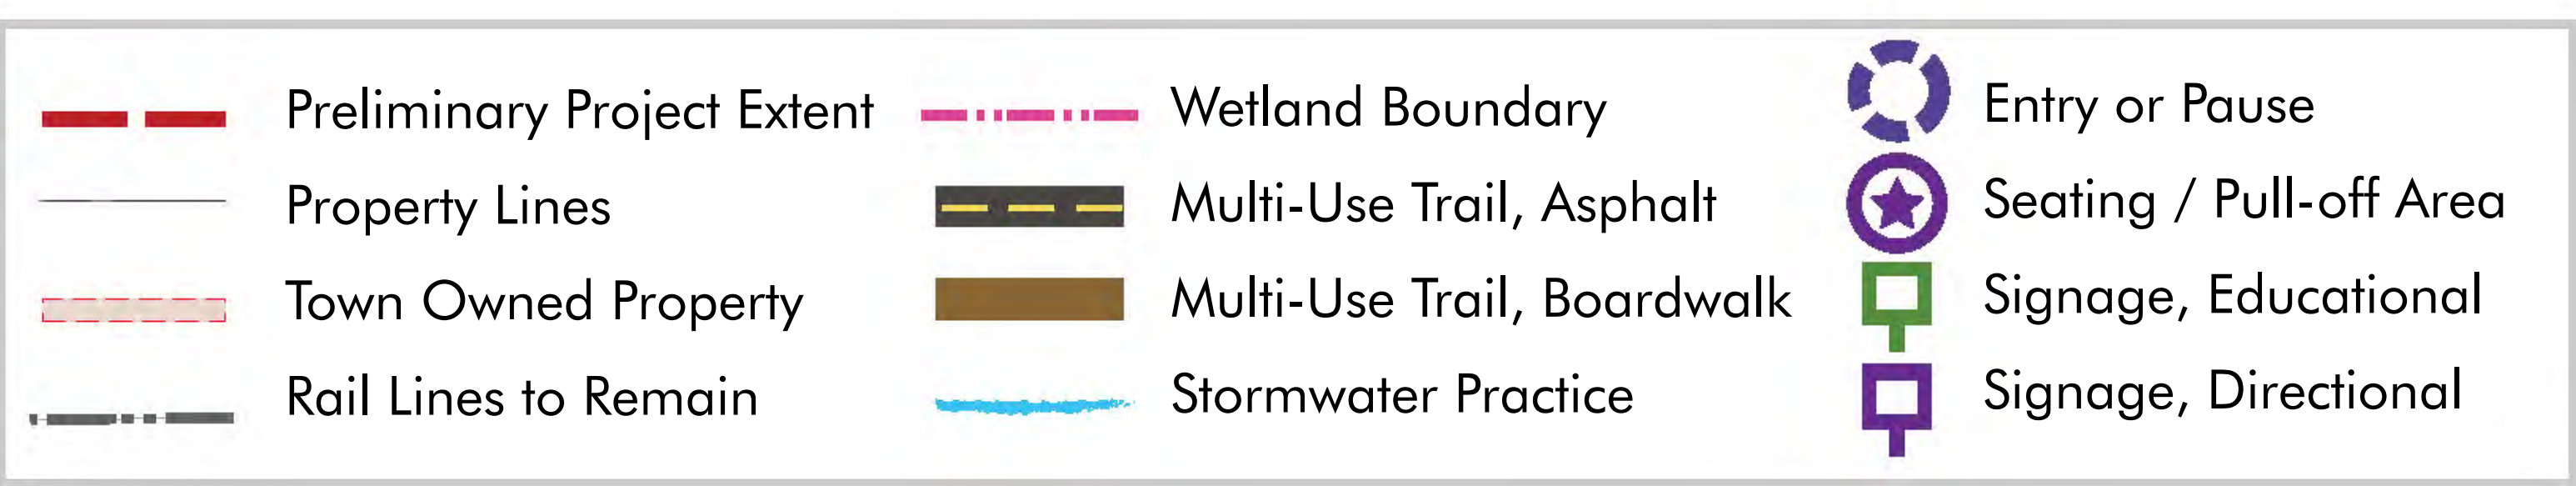 Preliminary Project Extent
Property Lines
Town Owned Property
Rail Lines to Remain
Wetland Boundary
Multi-Use Trail, Asphalt
Multi-Use Trail, Boardwalk
Stormwater Practice
Entry or Pause
Seating / Pull-off Area
Signage, Educational
Signage, Directional